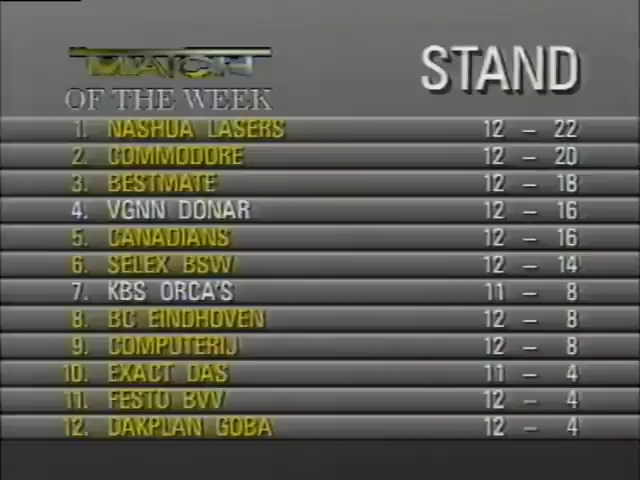 MATCH
OF THE WEEK
STAND
1. NASHUA LASERS 12 - 22
2. COMMODORE 12 - 20
3. BESTMATE 12 - 18
4. VGNN DONAR 12 - 16
5. CANADIANS 12 - 16
6. SELEX BSW 12 - 14
7. KBS ORCA'S 11 - 8
8. BC EINDHOVEN 12 - 8
9. COMPUTERIJ 12 - 8
10. EXACT DAS 11 - 4
11. FESTO BVV 12 - 4
12. DAKPLAN GOBA 12 - 4